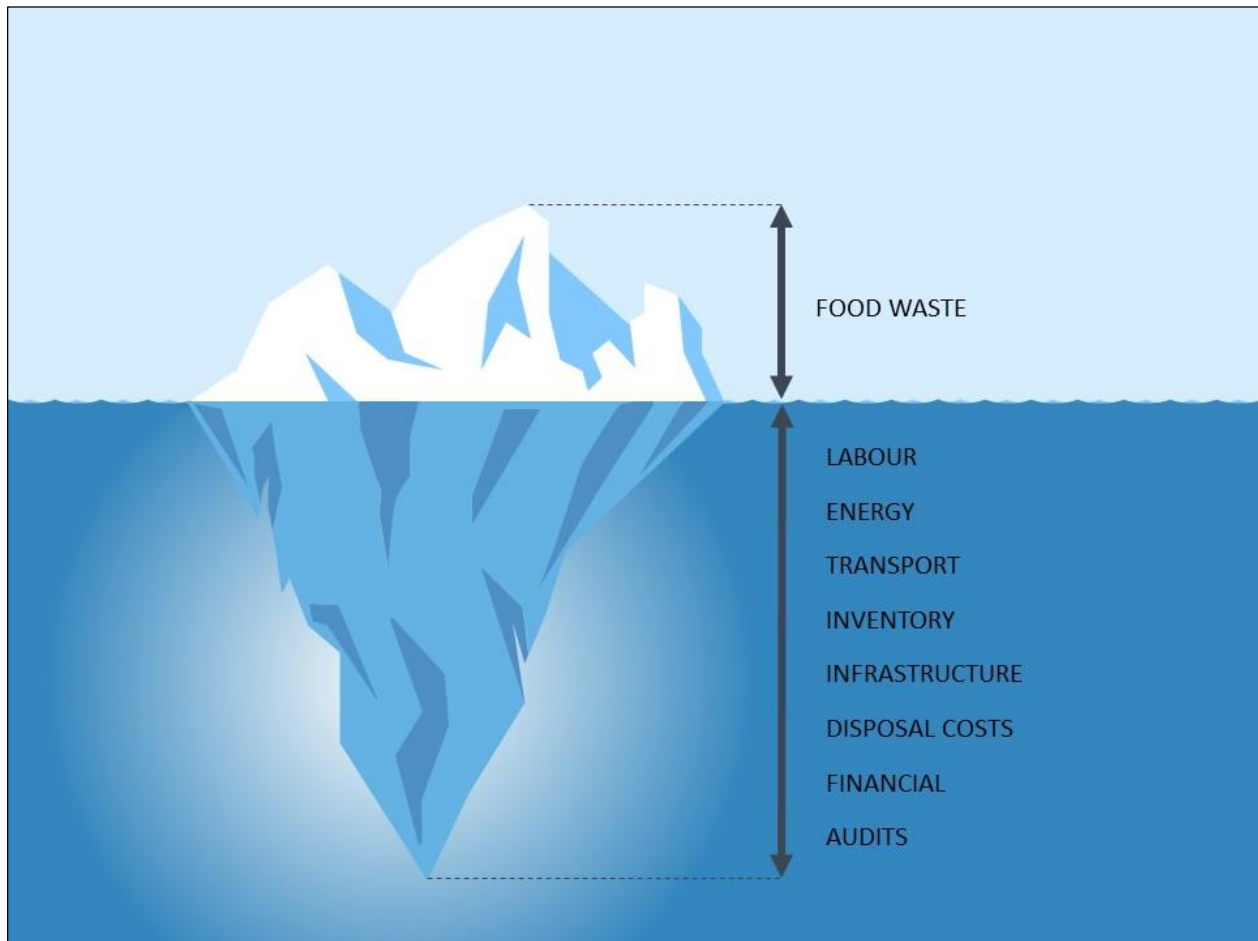 FOOD WASTE
LABOUR
ENERGY
TRANSPORT
INVENTORY
INFRASTRUCTURE
DISPOSAL COSTS
FINANCIAL
AUDITS